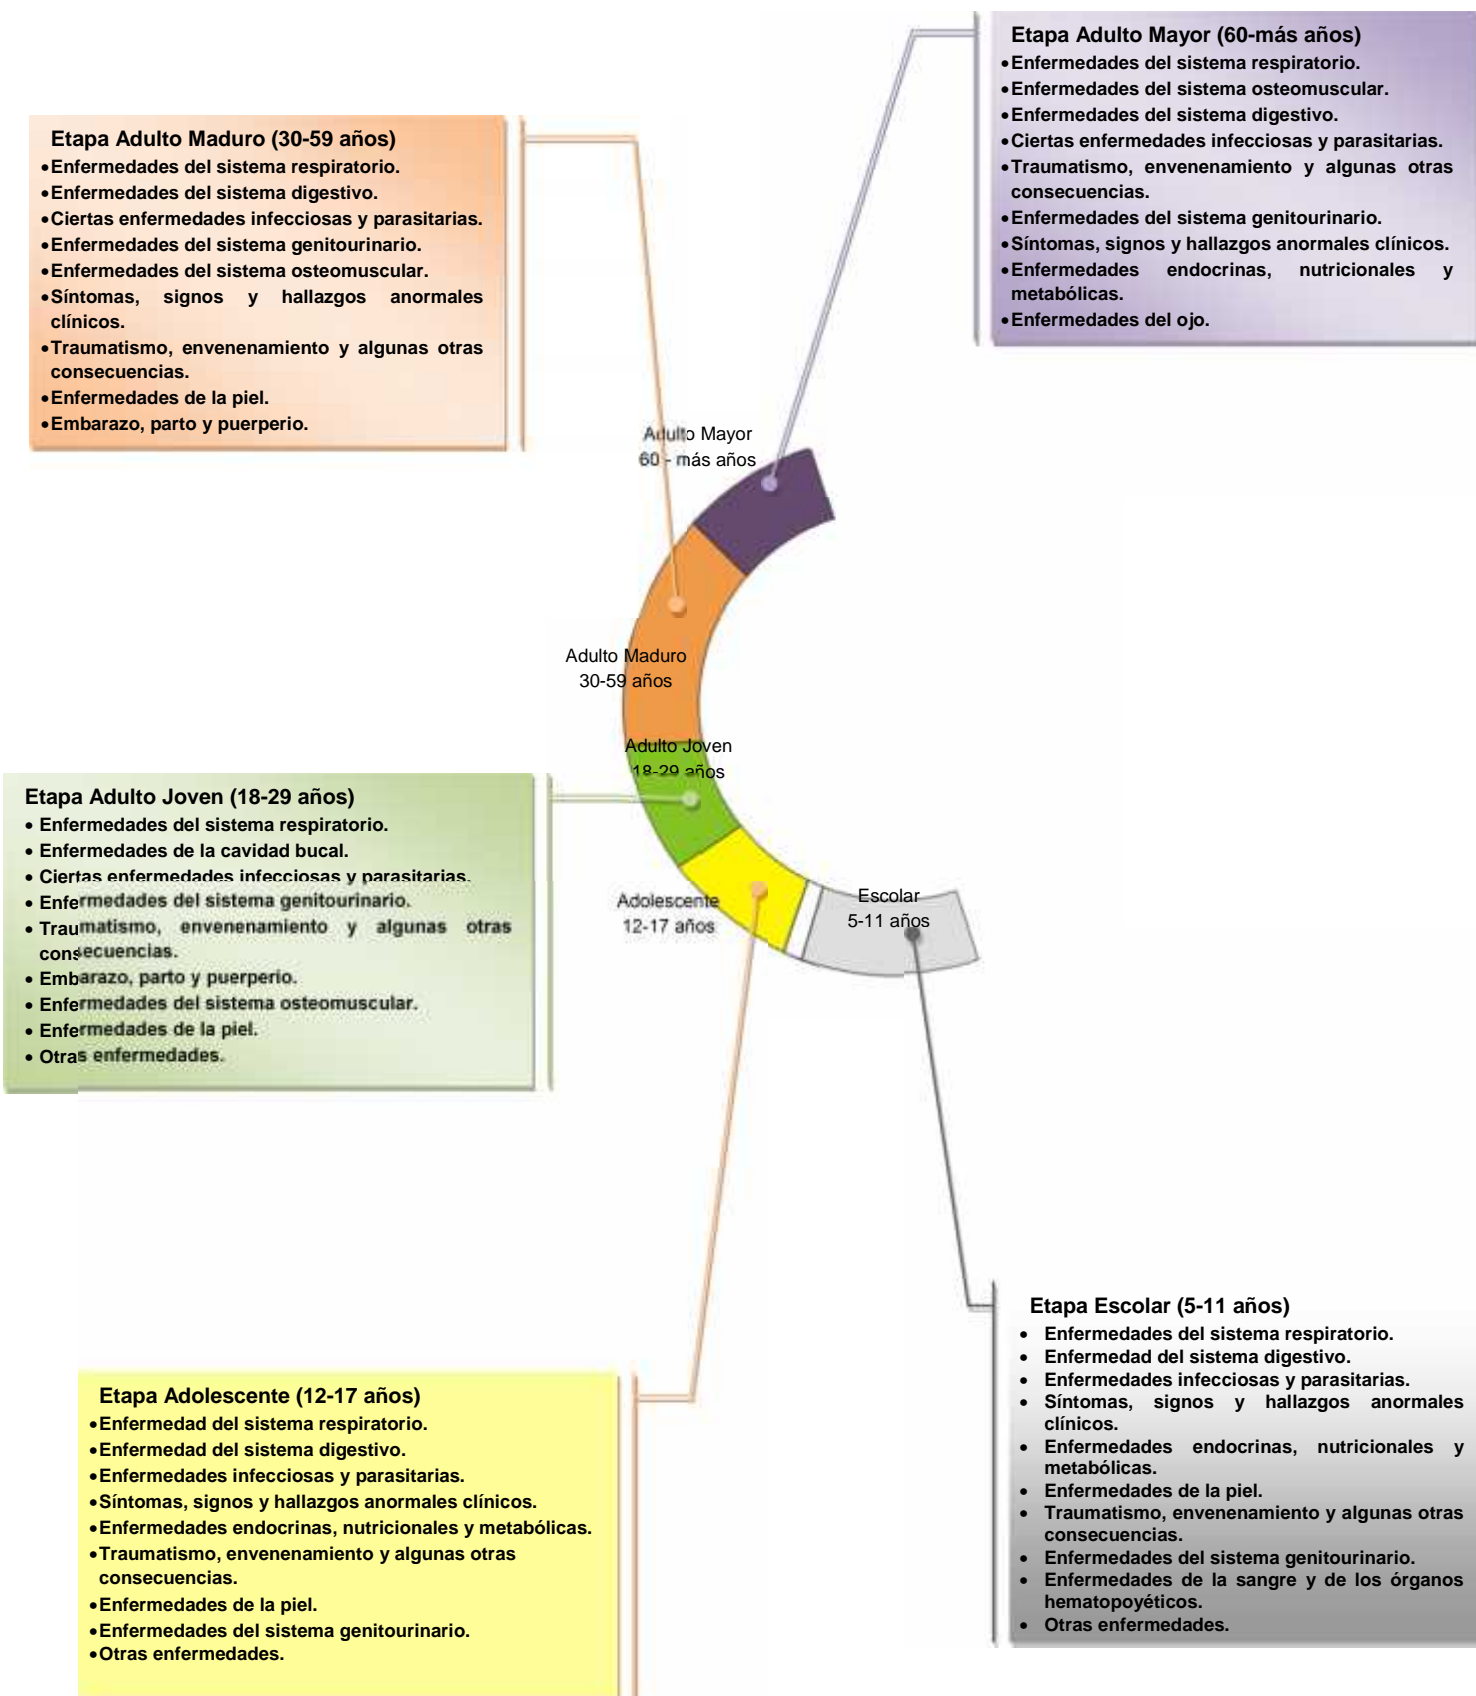 Etapa Adulto Mayor (60-más años)
•Enfermedades del sistema respiratorio.
•Enfermedades del sistema osteomuscular.
•Enfermedades del sistema digestivo.
•Ciertas enfermedades infecciosas y parasitarias.
•Traumatismo, envenenamiento y algunas otras
consecuencias.
•Enfermedades del sistema genitourinario.
•Síntomas, signos y hallazgos anormales clínicos.
•Enfermedades endocrinas, nutricionales y
metabólicas.
•Enfermedades del ojo.
Etapa Adulto Maduro (30-59 años)
•Enfermedades del sistema respiratorio.
•Enfermedades del sistema digestivo.
•Ciertas enfermedades infecciosas y parasitarias.
•Enfermedades del sistema genitourinario.
•Enfermedades del sistema osteomuscular.
•Síntomas, signos y hallazgos anormales
clínicos.
•Traumatismo, envenenamiento y algunas otras
consecuencias.
•Enfermedades de la piel.
•Embarazo, parto y puerperio.
Adulto Mayor
60 - más años
Adulto Maduro
30-59 años
Adulto Joven
18-29 años
Etapa Adulto Joven (18-29 años)
• Enfermedades del sistema respiratorio.
• Enfermedades de la cavidad bucal.
• Ciertas enfermedades infecciosas y parasitarias.
• Enfermedades del sistema genitourinario.
• Traumatismo, envenenamiento y algunas otras
consecuencias.
• Embarazo, parto y puerperio.
• Enfermedades del sistema osteomuscular.
• Enfermedades de la piel.
• Otras enfermedades.
Adolescente
12-17 años
Escolar
5-11 años
Etapa Escolar (5-11 años)
• Enfermedades del sistema respiratorio.
• Enfermedad del sistema digestivo.
• Enfermedades infecciosas y parasitarias.
• Síntomas, signos y hallazgos anormales
clínicos.
• Enfermedades endocrinas, nutricionales y
metabólicas.
• Enfermedades de la piel.
• Traumatismo, envenenamiento y algunas otras
consecuencias.
• Enfermedades del sistema genitourinario.
• Enfermedades de la sangre y de los órganos
hematopoyéticos.
• Otras enfermedades.
Etapa Adolescente (12-17 años)
•Enfermedad del sistema respiratorio.
•Enfermedad del sistema digestivo.
•Enfermedades infecciosas y parasitarias.
•Síntomas, signos y hallazgos anormales clínicos.
•Enfermedades endocrinas, nutricionales y metabólicas.
•Traumatismo, envenenamiento y algunas otras
consecuencias.
•Enfermedades de la piel.
•Enfermedades del sistema genitourinario.
•Otras enfermedades.